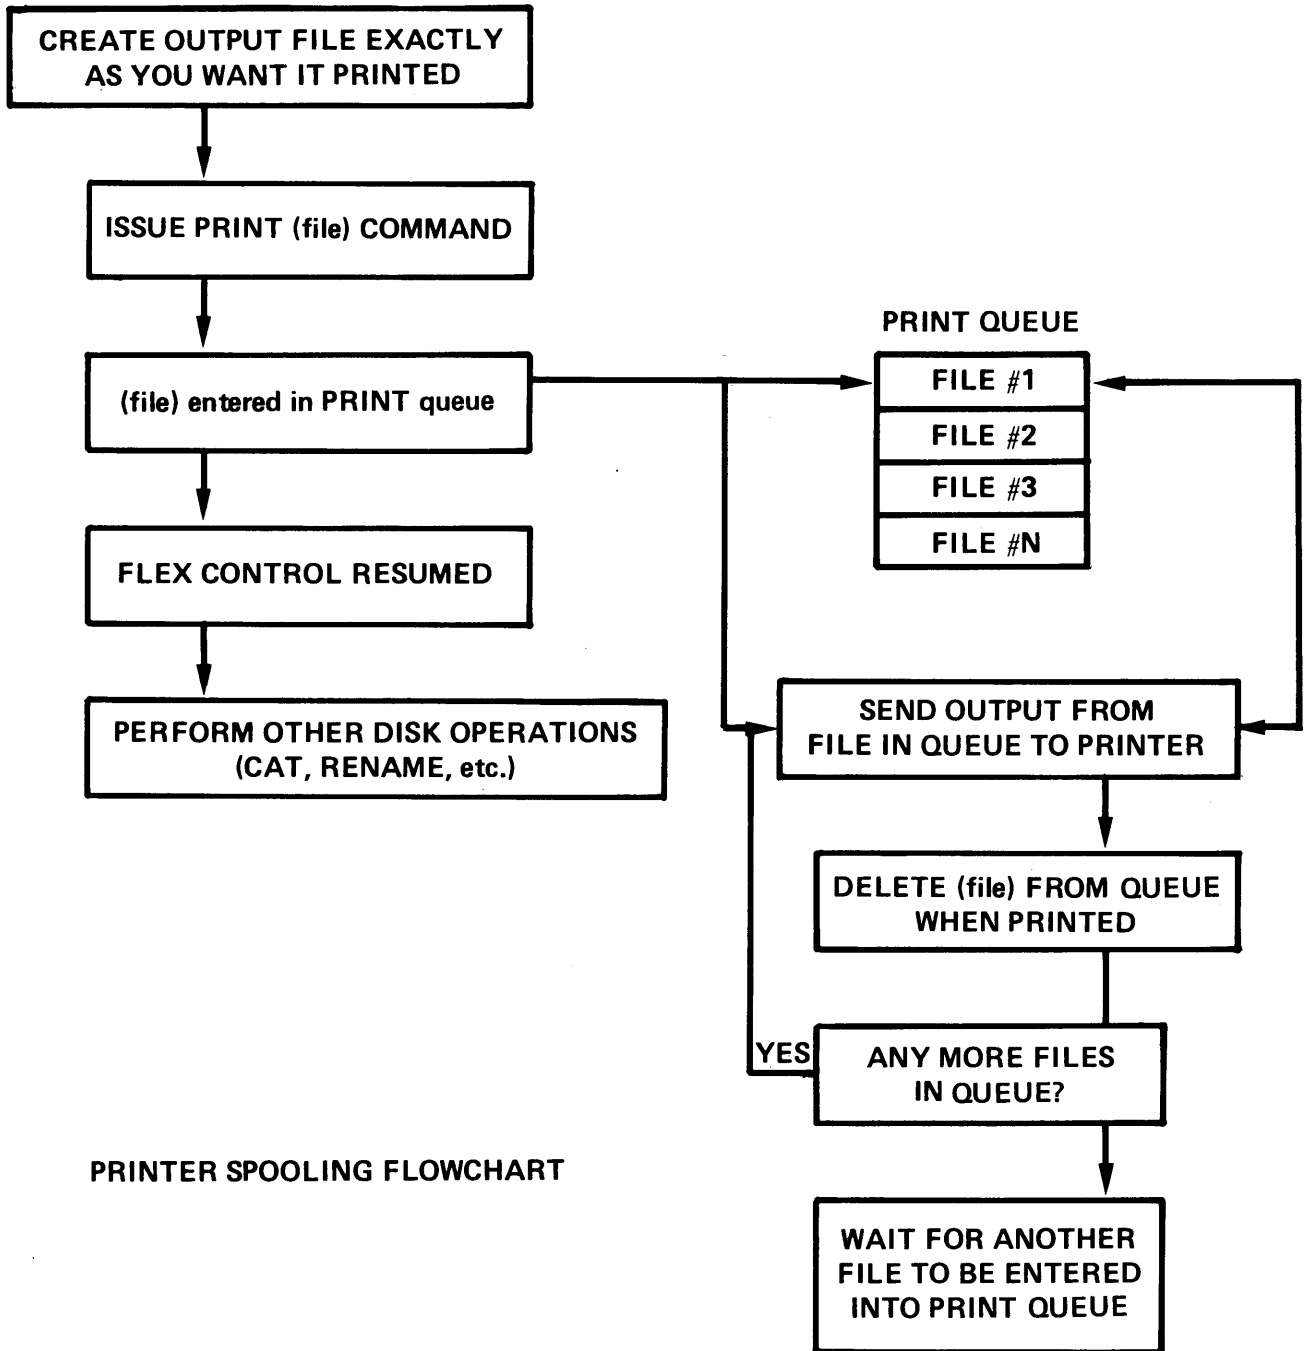 CREATE OUTPUT FILE EXACTLY
AS YOU WANT IT PRINTED
ISSUE PRINT (file) COMMAND
(file) entered in PRINT queue
FLEX CONTROL RESUMED
PERFORM OTHER DISK OPERATIONS
(CAT, RENAME, etc.)
PRINT QUEUE
FILE #1
FILE #2
FILE #3
FILE #N
SEND OUTPUT FROM
FILE IN QUEUE TO PRINTER
DELETE (file) FROM QUEUE
WHEN PRINTED
YES
ANY MORE FILES
IN QUEUE?
WAIT FOR ANOTHER
FILE TO BE ENTERED
INTO PRINT QUEUE
PRINTER SPOOLING FLOWCHART